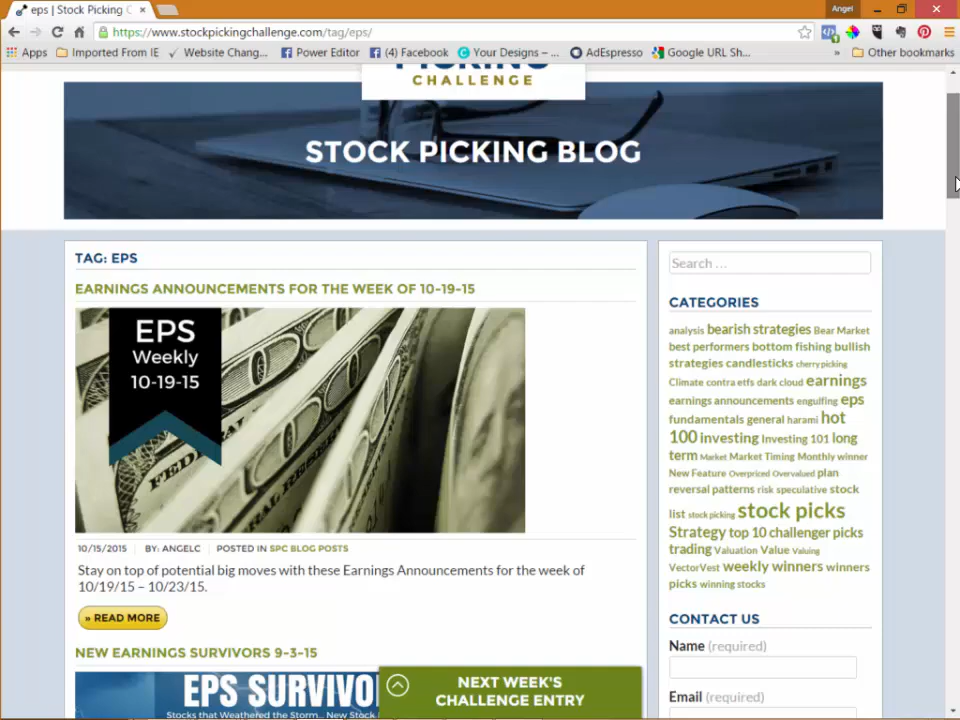 eps | Stock Picking C
Angel
https://www.stockpickingchallenge.com/tag/eps/
Apps
Imported From IE
Website Chang...
Power Editor
(4) Facebook
Your Designs – ...
AdEspresso
Google URL Sh...
»
Other bookmarks
PICKING
CHALLENGE
STOCK PICKING BLOG
TAG: EPS
EARNINGS ANNOUNCEMENTS FOR THE WEEK OF 10-19-15
EPS
Weekly
10-19-15
10/15/2015 BY: ANGELC POSTED IN SPC BLOG POSTS
Stay on top of potential big moves with these Earnings Announcements for the week of
10/19/15 – 10/23/15.
» READ MORE
NEW EARNINGS SURVIVORS 9-3-15
EPS SURVIVO
Stocks that Weathered the Storm.. New Stock
NEXT WEEK'S
CHALLENGE ENTRY
Search ...
CATEGORIES
analysis bearish strategies Bear Market
best performers bottom fishing bullish
strategies candlesticks cherry picking
Climate contra etfs dark cloud earnings
earnings announcements engulfing eps
fundamentals general harami hot
100 investing Investing 101 long
term Market Market Timing Monthly winner
New Feature Overpriced Overvalued plan
reversal patterns risk speculative stock
list stock picking stock picks
Strategy top 10 challenger picks
trading Valuation Value Valuing
VectorVest weekly winners winners
picks winning stocks
CONTACT US
Name (required)
Email (required)